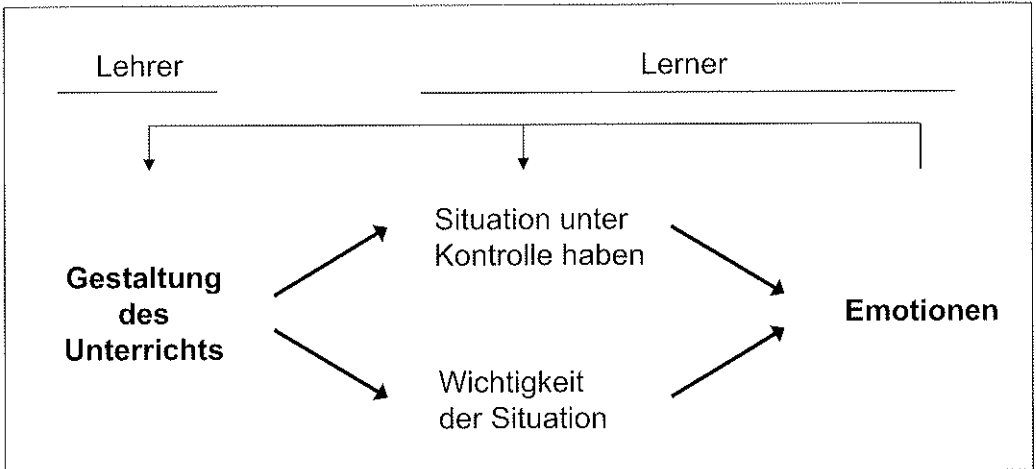 Lehrer
Lerner
Situation unter
Kontrolle haben
Gestaltung
des
Unterrichts
Emotionen
Wichtigkeit
der Situation